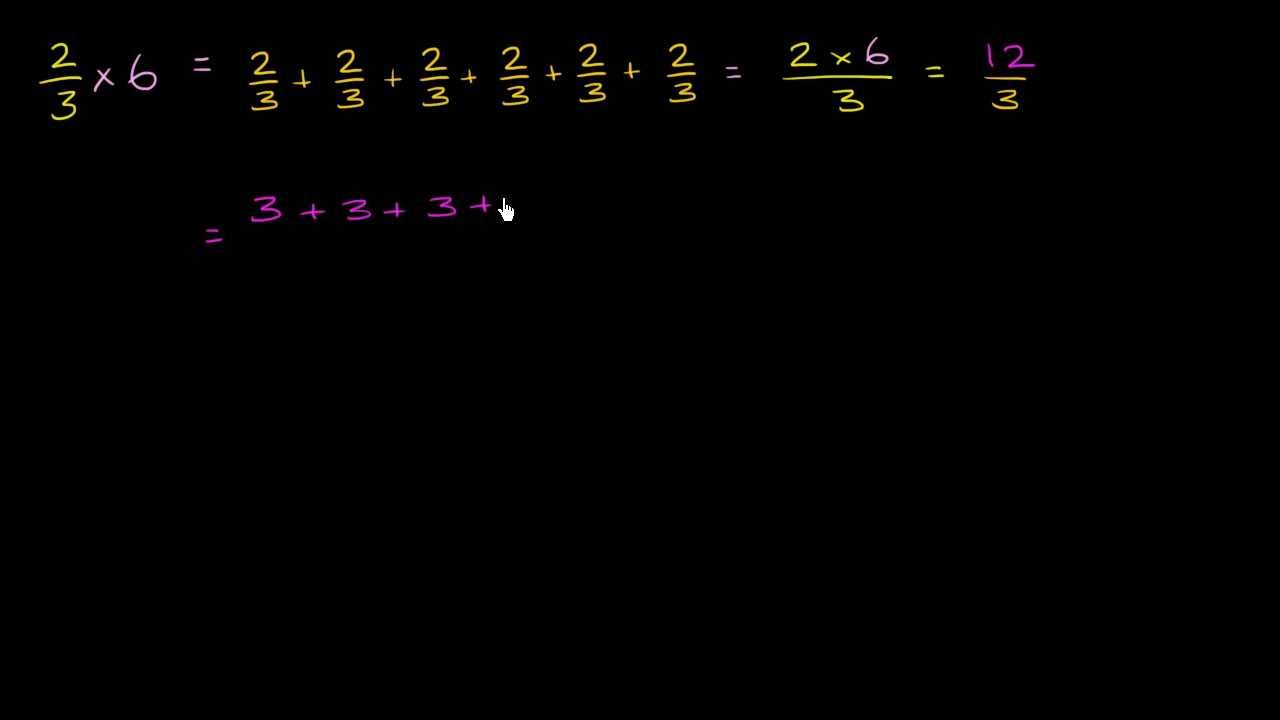 2/3 × 6 = 2/3 + 2/3 + 2/3 + 2/3 + 2/3 + 2/3 = 2 × 6/3 = 12/3
= 3 + 3 + 3 +